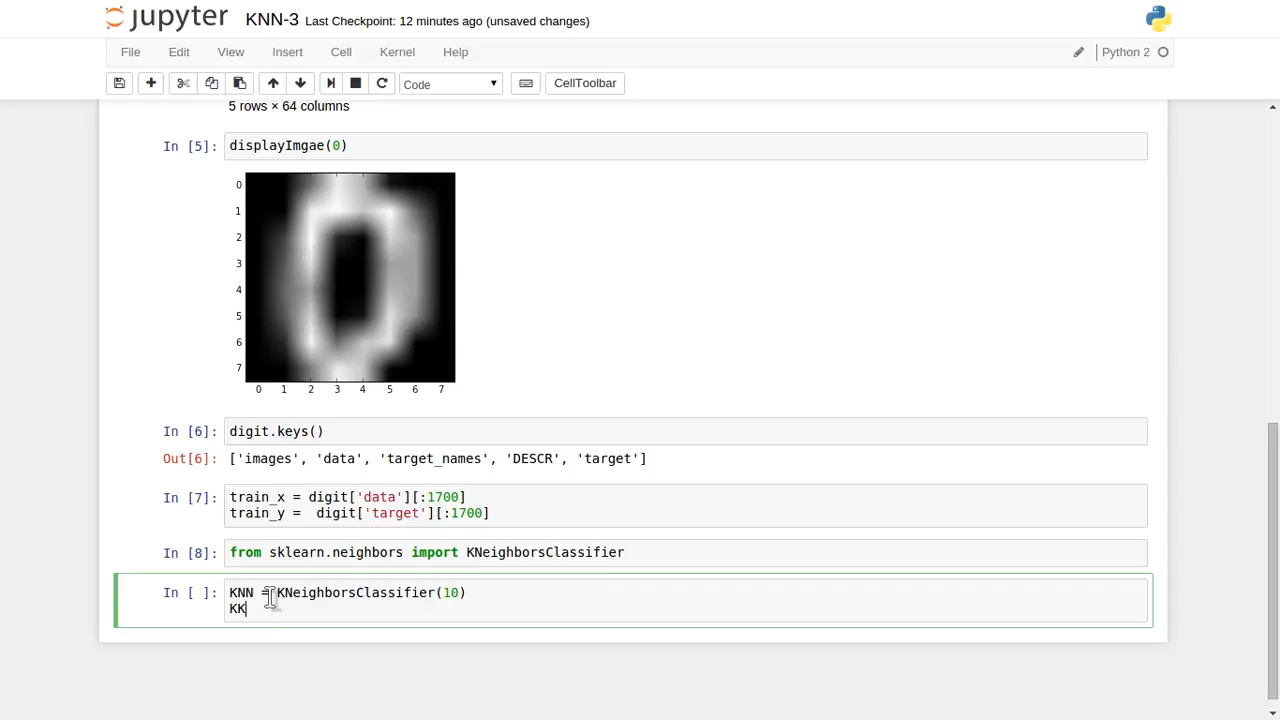 jupyter KNN-3 Last Checkpoint: 12 minutes ago (unsaved changes)
File Edit View Insert Cell Kernel Help Python 2
Code CellToolbar
5 rows × 64 columns
In [5]: displayImgae(0)
0
1
2
3
4
5
6
7
0 1 2 3 4 5 6 7
In [6]: digit.keys()
Out[6]: ['images', 'data', 'target_names', 'DESCR', 'target']
In [7]: train_x = digit['data'][:1700]
train_y =  digit['target'][:1700]
In [8]: from sklearn.neighbors import KNeighborsClassifier
In [ ]: KNN = KNeighborsClassifier(10)
KK